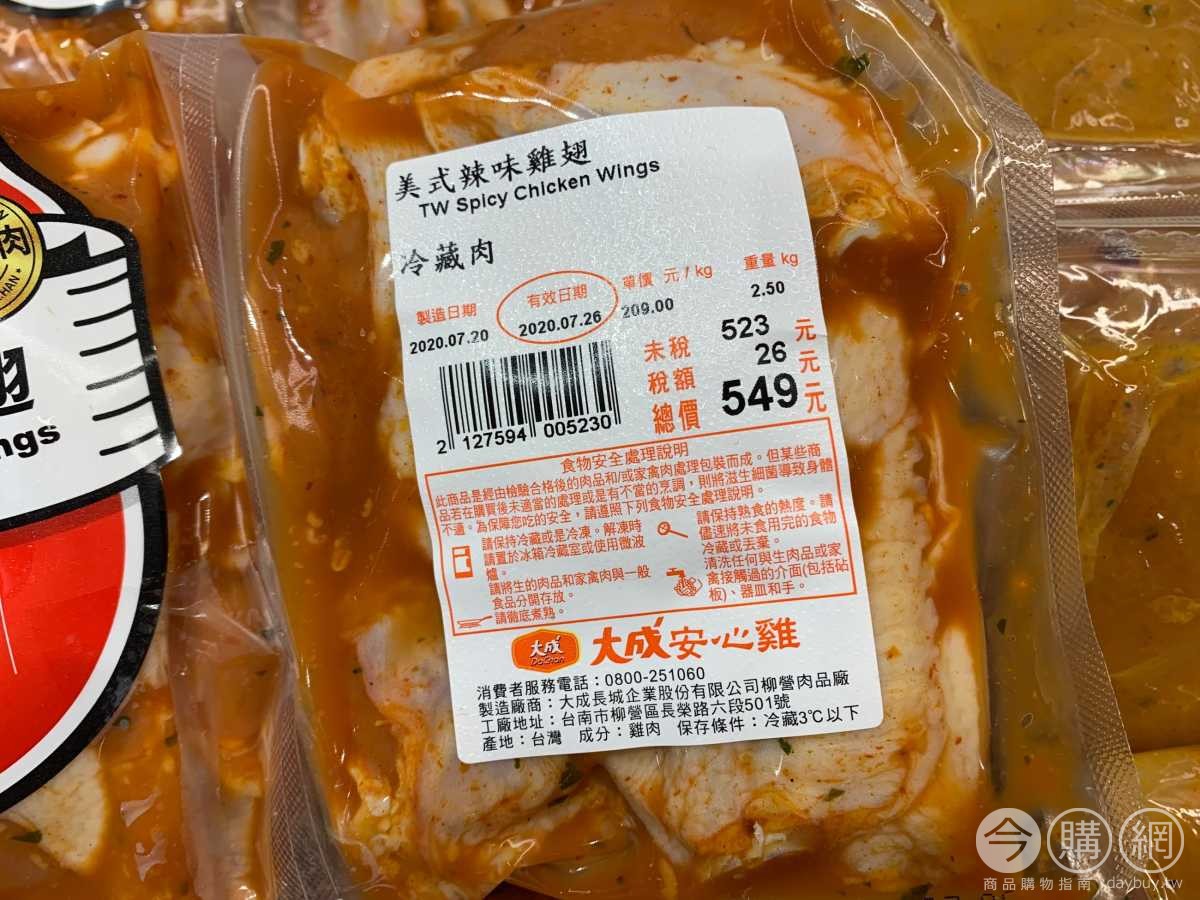 美式辣味雞翅
TW Spicy Chicken Wings
冷藏肉
製造日期 有效日期 單價 元 / kg 重量 kg
2020.07.20 2020.07.26 209.00 2.50
未稅 523 元
稅額 26 元
總價 549 元
2 127594 005230
食物安全處理說明
此商品是經由檢驗合格後的肉品和/或家禽肉處理包裝而成。但某些商
品若在購買後未適當的處理或是有不當的烹調，則將滋生細菌導致身體
不適。為保障您吃的安全，請遵照下列食物安全處理說明。
請保持冷藏或是冷凍。解凍時
請置於冰箱冷藏室或使用微波
爐。
請將生的肉品和家禽肉與一般
食品分開存放。
請徹底煮熟。
請保持熟食的熱度。請
儘速將未食用完的食物
冷藏或丟棄。
清洗任何與生肉品或家
禽接觸過的介面(包括砧
板)、器皿和手。
大成 DaChan 大成安心雞
消費者服務電話：0800-251060
製造廠商：大成長城企業股份有限公司柳營肉品廠
工廠地址：台南市柳營區長榮路六段501號
產地：台灣 成分：雞肉 保存條件：冷藏3℃以下
肉
CHAN
翅
ings
今購網
商品購物指南 daybuy.tw